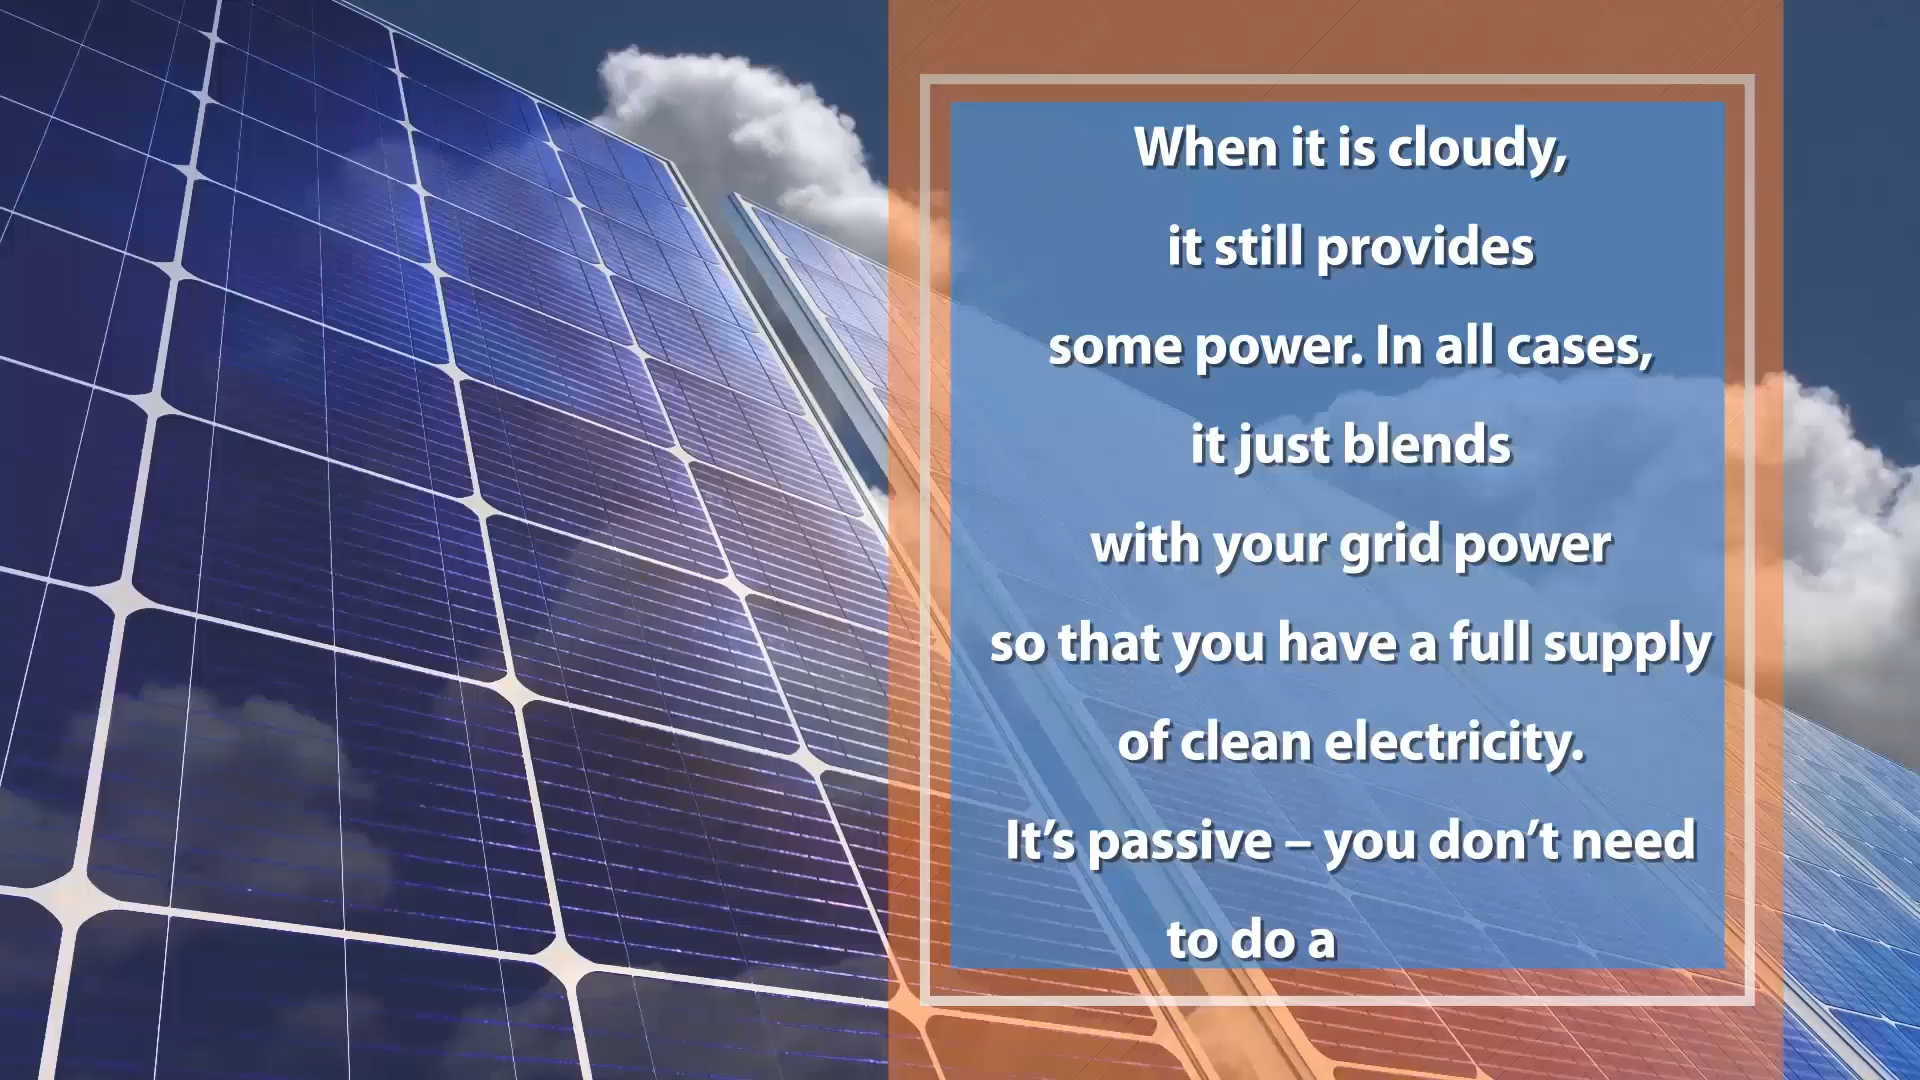 When it is cloudy,
it still provides
some power. In all cases,
it just blends
with your grid power
so that you have a full supply
of clean electricity.
It’s passive – you don’t need
to do a